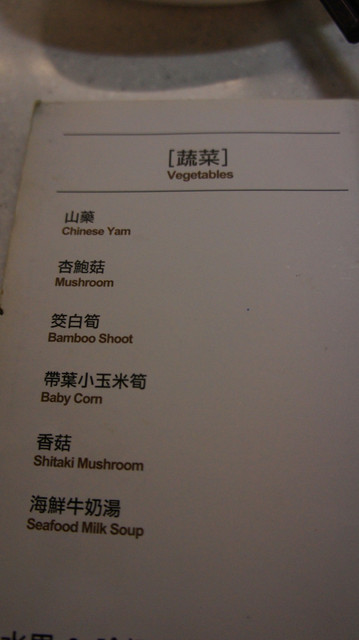 [蔬菜]
Vegetables
山藥
Chinese Yam
杏鮑菇
Mushroom
筊白筍
Bamboo Shoot
帶葉小玉米筍
Baby Corn
香菇
Shitaki Mushroom
海鮮牛奶湯
Seafood Milk Soup